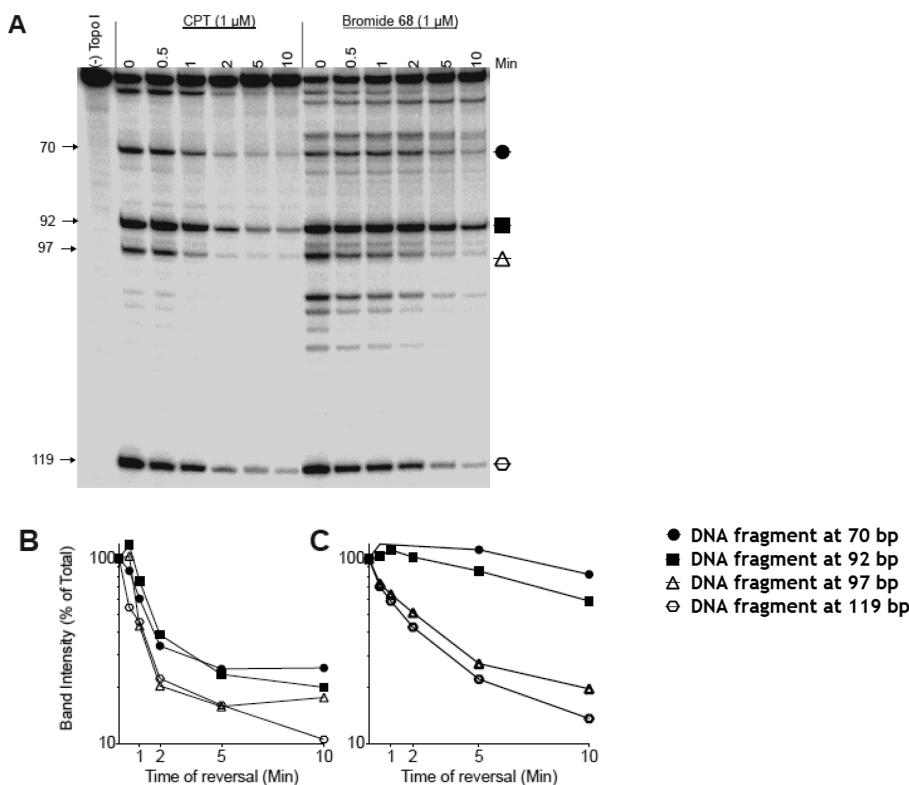 A
(-) Topo I
CPT (1 µM)
Bromide 68 (1 µM)
0 0.5 1 2 5 10 0 0.5 1 2 5 10 Min
70
92
97
119
B
Band Intensity (% of Total)
100
10
1 2 5 10
Time of reversal (Min)
C
100
10
1 2 5 10
Time of reversal (Min)
DNA fragment at 70 bp
DNA fragment at 92 bp
DNA fragment at 97 bp
DNA fragment at 119 bp